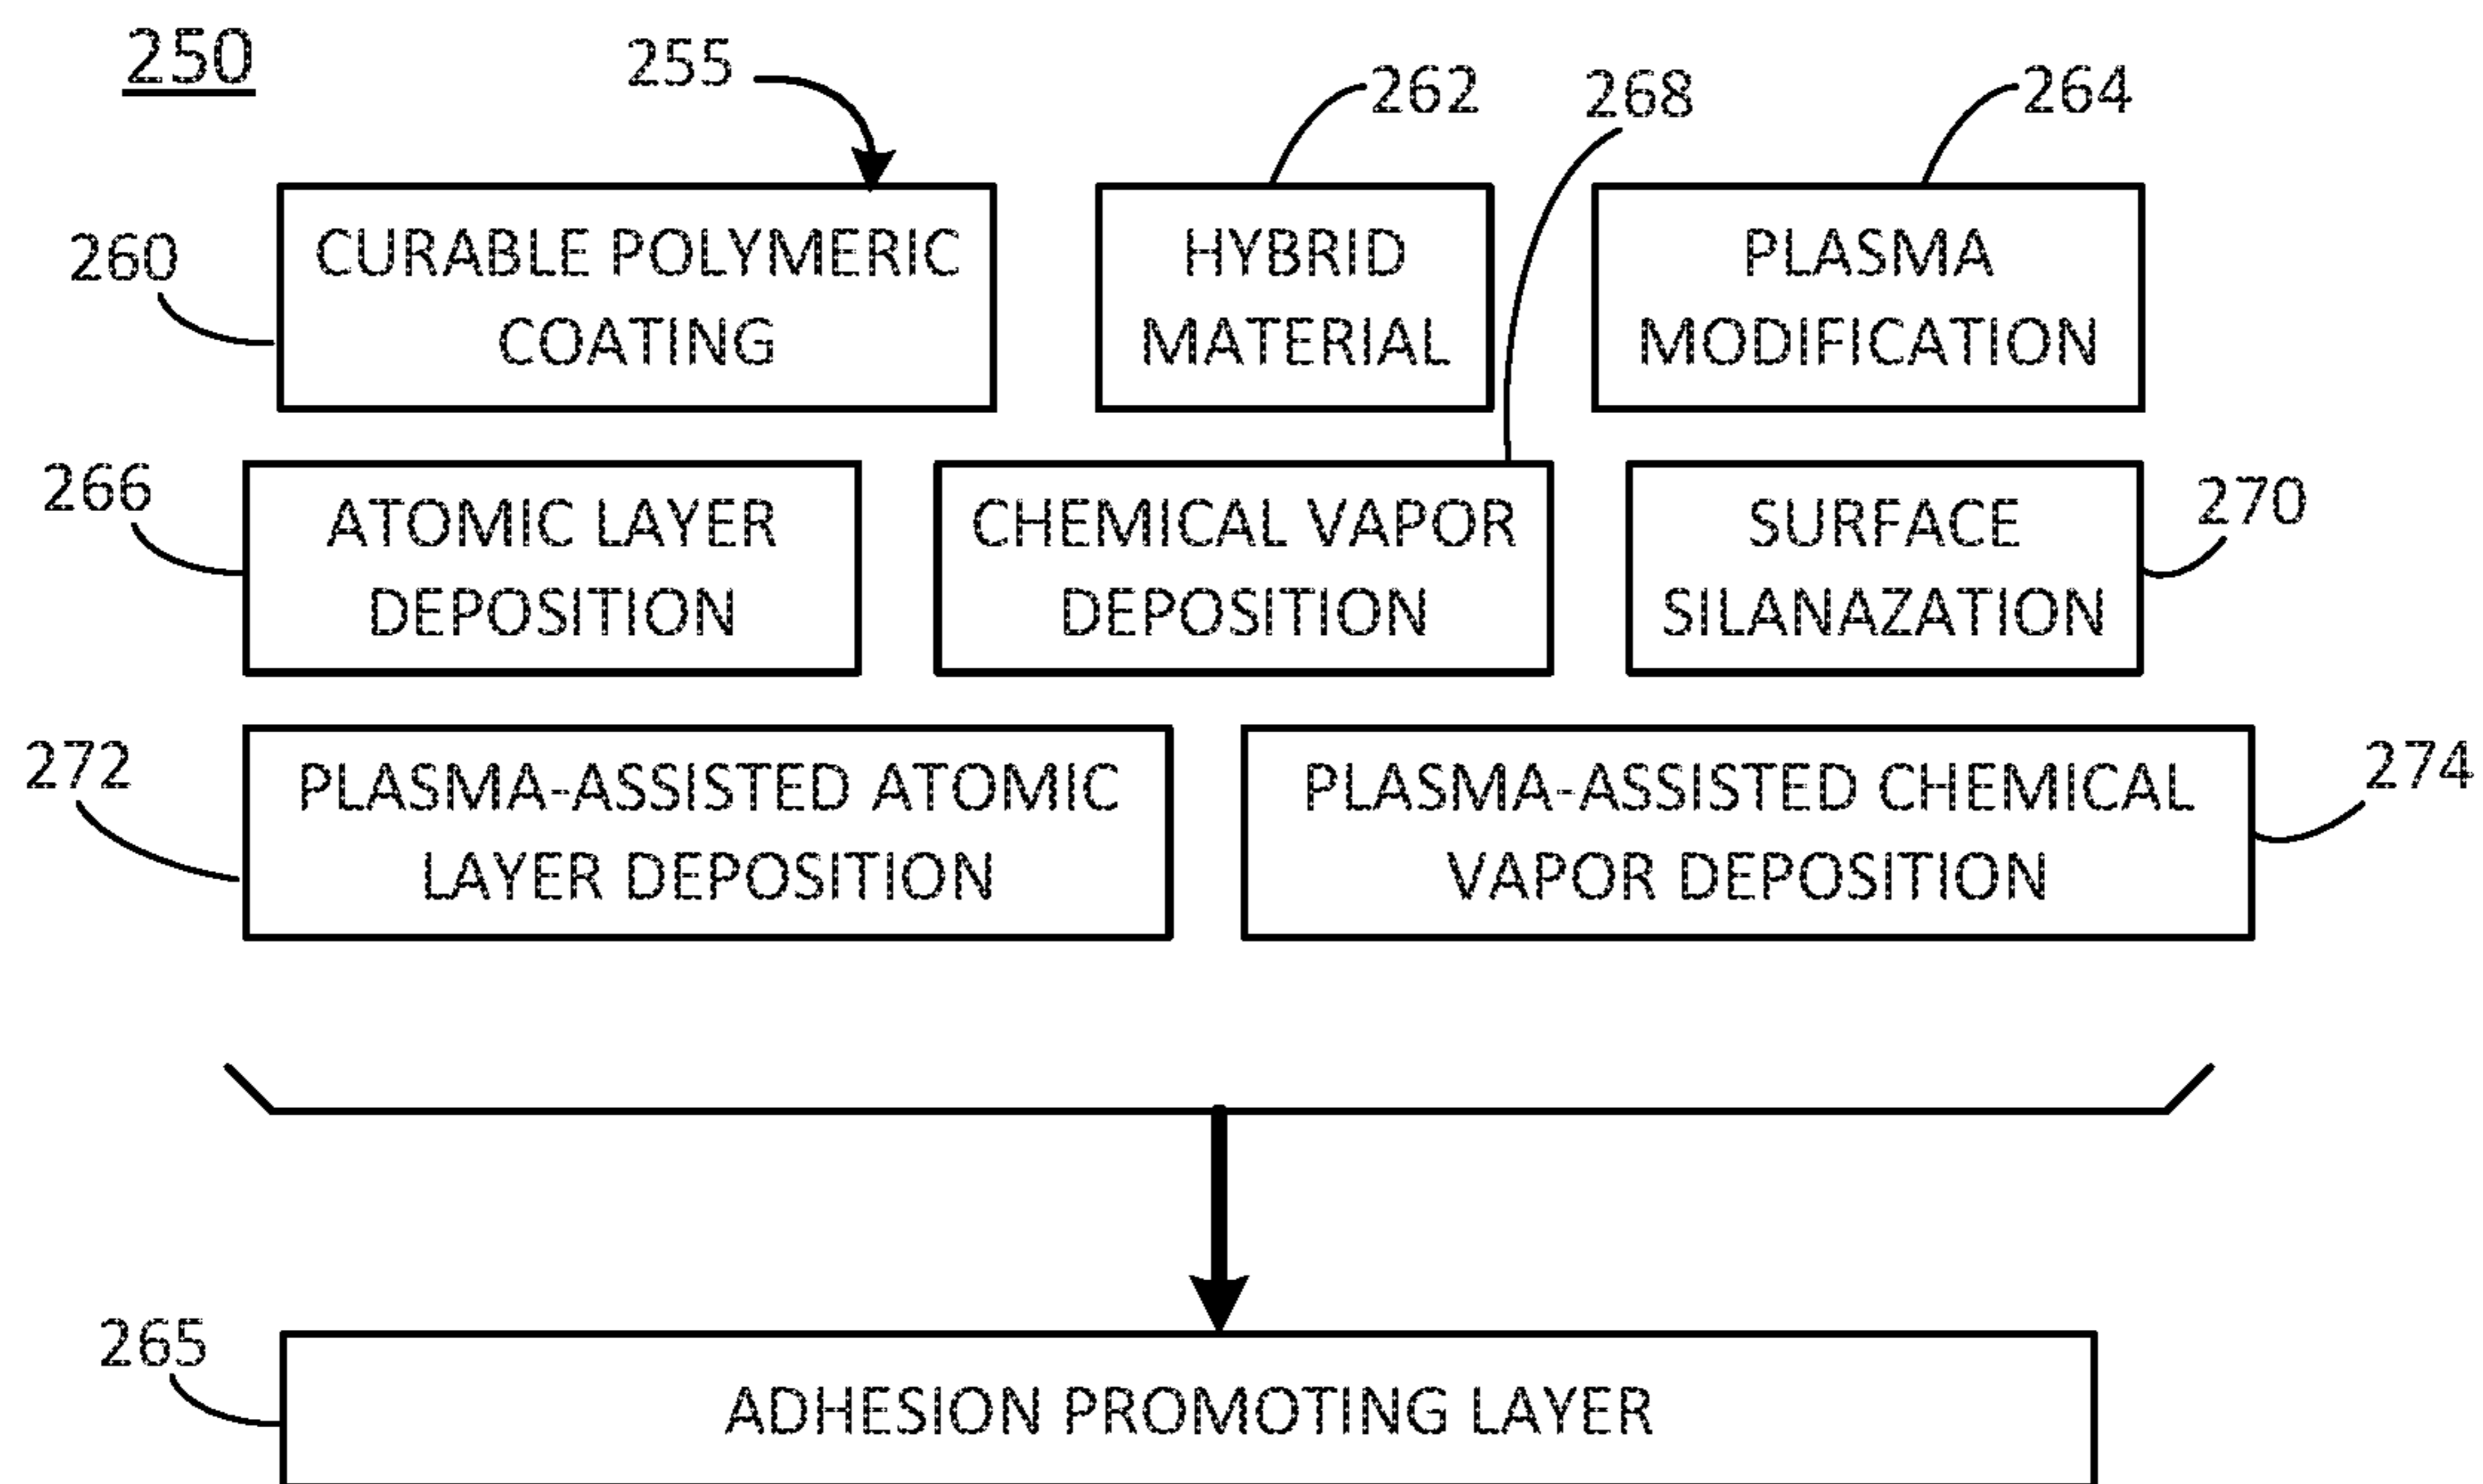 250
255
262
268
264
260
CURABLE POLYMERIC
COATING
HYBRID
MATERIAL
PLASMA
MODIFICATION
266
ATOMIC LAYER
DEPOSITION
CHEMICAL VAPOR
DEPOSITION
SURFACE
SILANAZATION
270
272
PLASMA-ASSISTED ATOMIC
LAYER DEPOSITION
PLASMA-ASSISTED CHEMICAL
VAPOR DEPOSITION
274
265
ADHESION PROMOTING LAYER